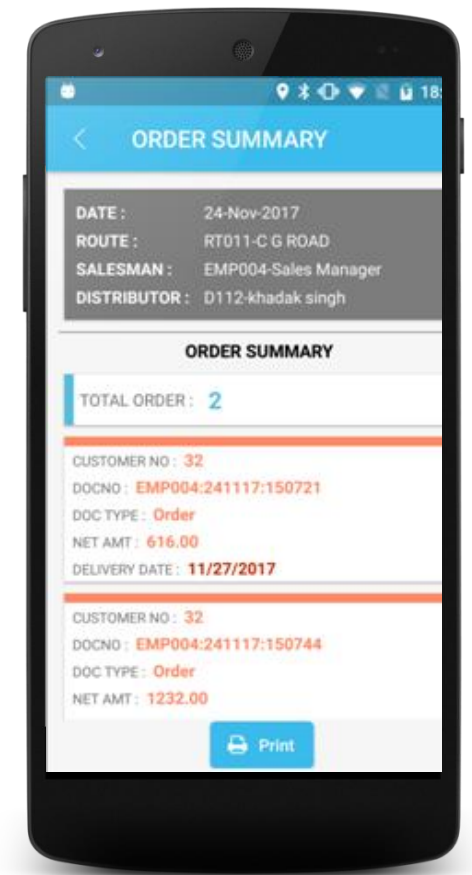 18:
ORDER SUMMARY
DATE : 24-Nov-2017
ROUTE : RT011-C G ROAD
SALESMAN : EMP004-Sales Manager
DISTRIBUTOR : D112-khadak singh
ORDER SUMMARY
TOTAL ORDER : 2
CUSTOMER NO : 32
DOCNO : EMP004:241117:150721
DOC TYPE : Order
NET AMT : 616.00
DELIVERY DATE : 11/27/2017
CUSTOMER NO : 32
DOCNO : EMP004:241117:150744
DOC TYPE : Order
NET AMT : 1232.00
Print